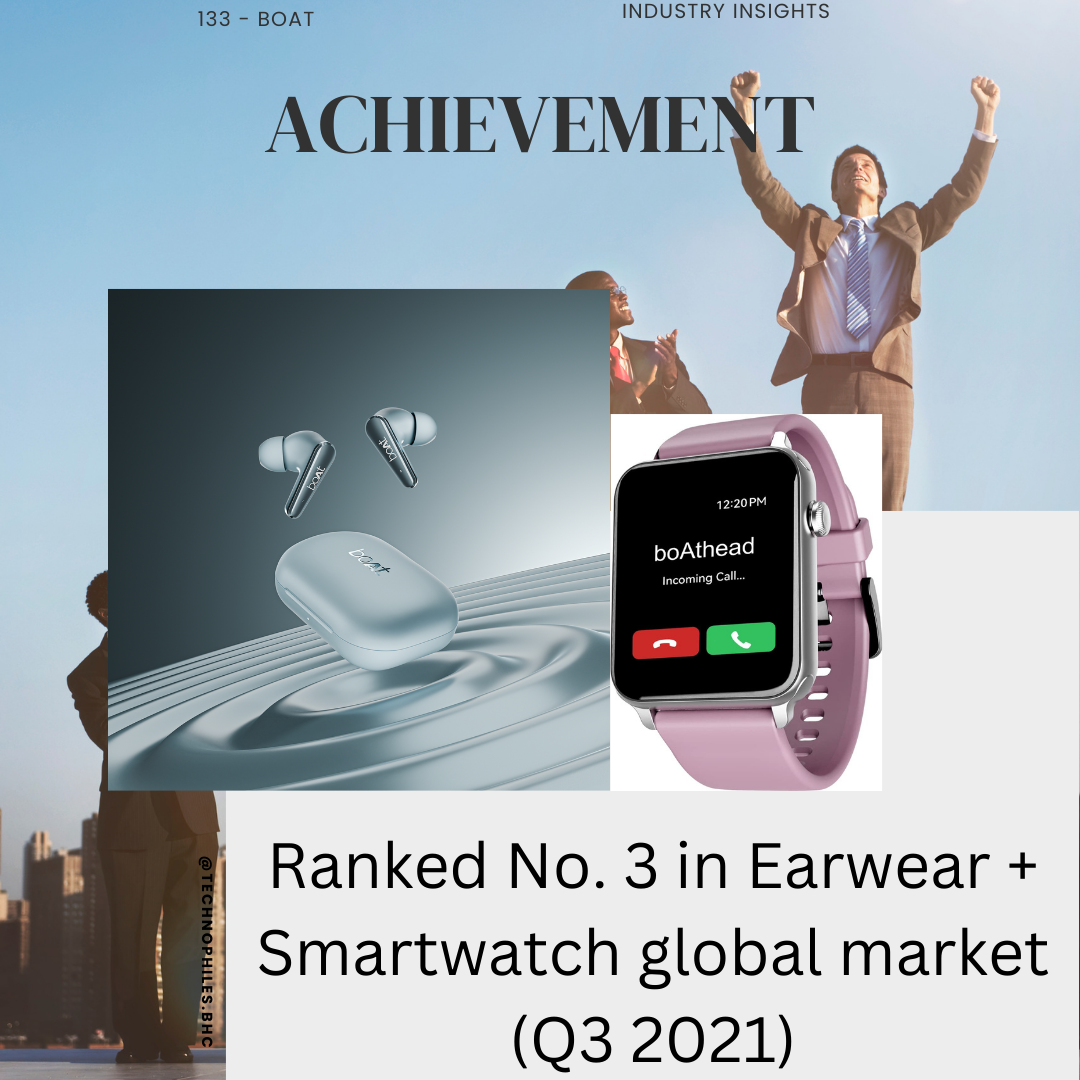 133 - BOAT
INDUSTRY INSIGHTS
ACHIEVEMENT
boAt
boAt
boAt
12:20 PM
boAthead
Incoming Call...
Ranked No. 3 in Earwear +
Smartwatch global market
(Q3 2021)
@TECHNOPHILES.BHC